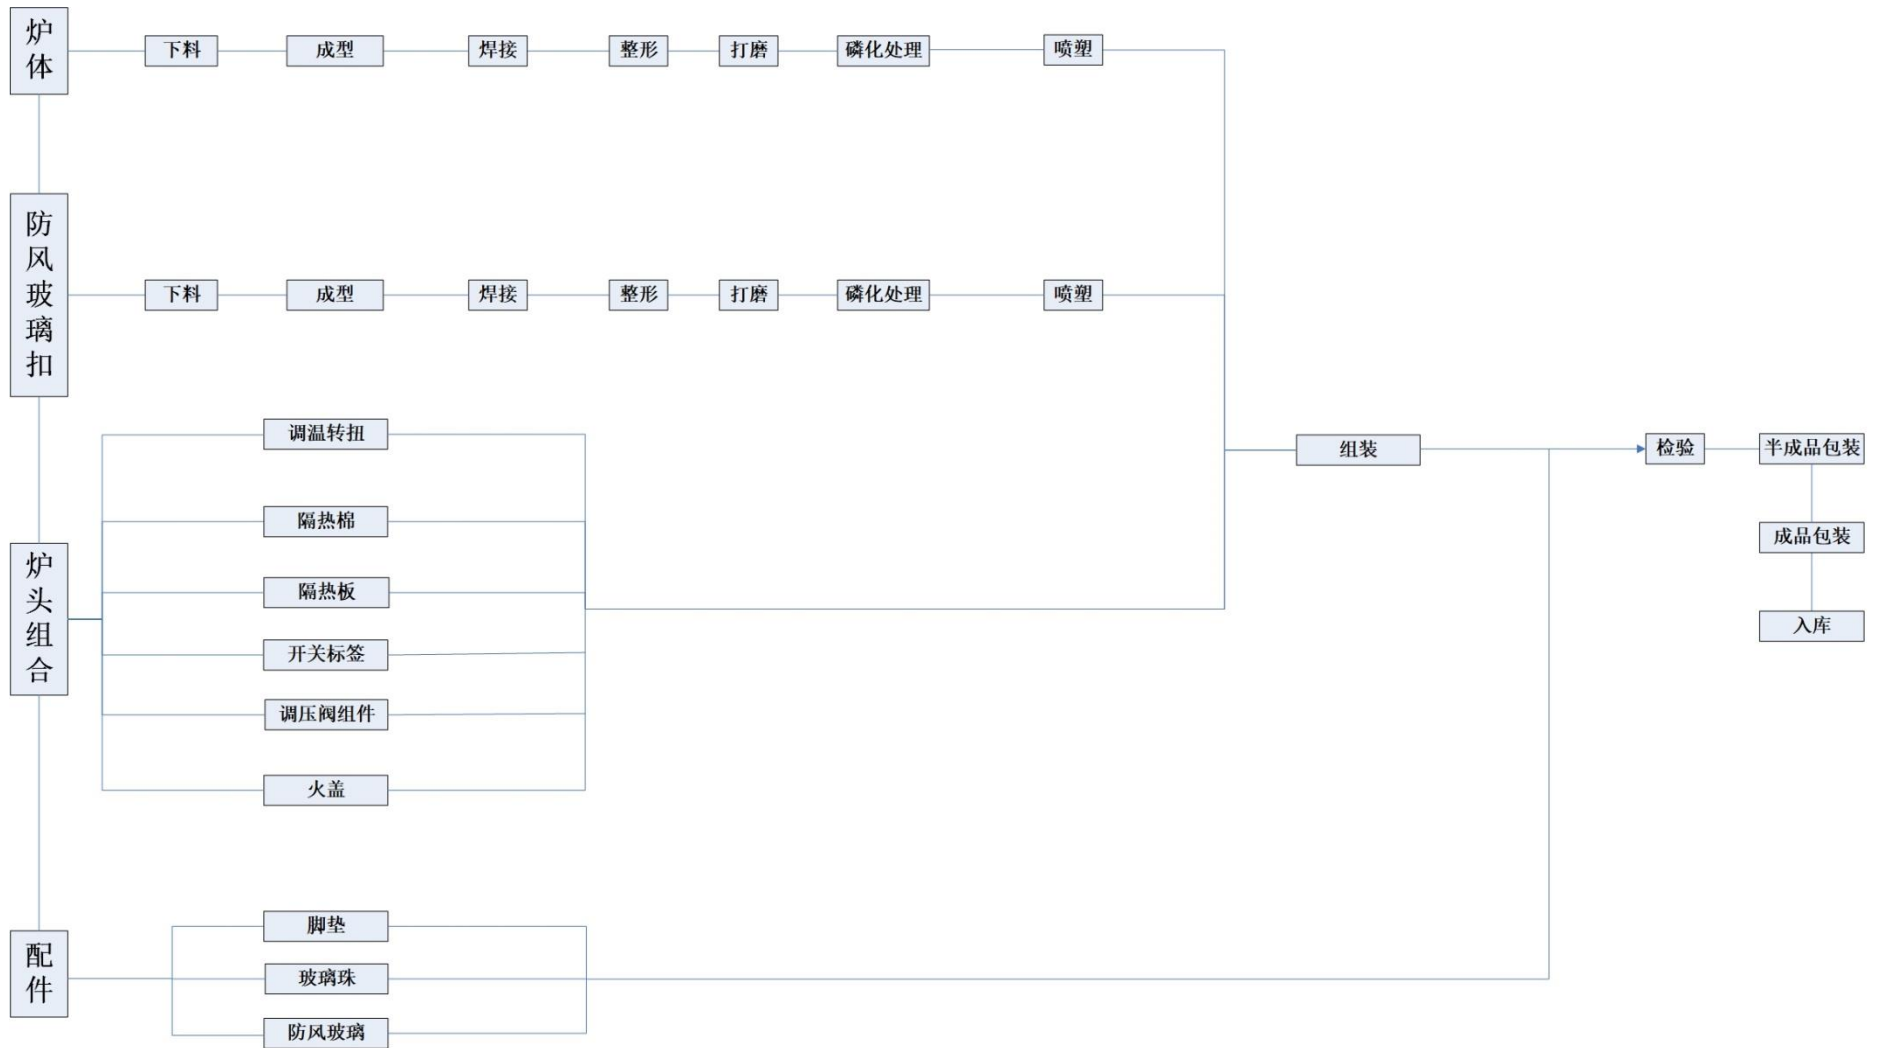 炉体
下料
成型
焊接
整形
打磨
磷化处理
喷塑
防风玻璃扣
下料
成型
焊接
整形
打磨
磷化处理
喷塑
炉头组合
调温转扭
隔热棉
隔热板
开关标签
调压阀组件
火盖
组装
检验
半成品包装
成品包装
入库
配件
脚垫
玻璃珠
防风玻璃